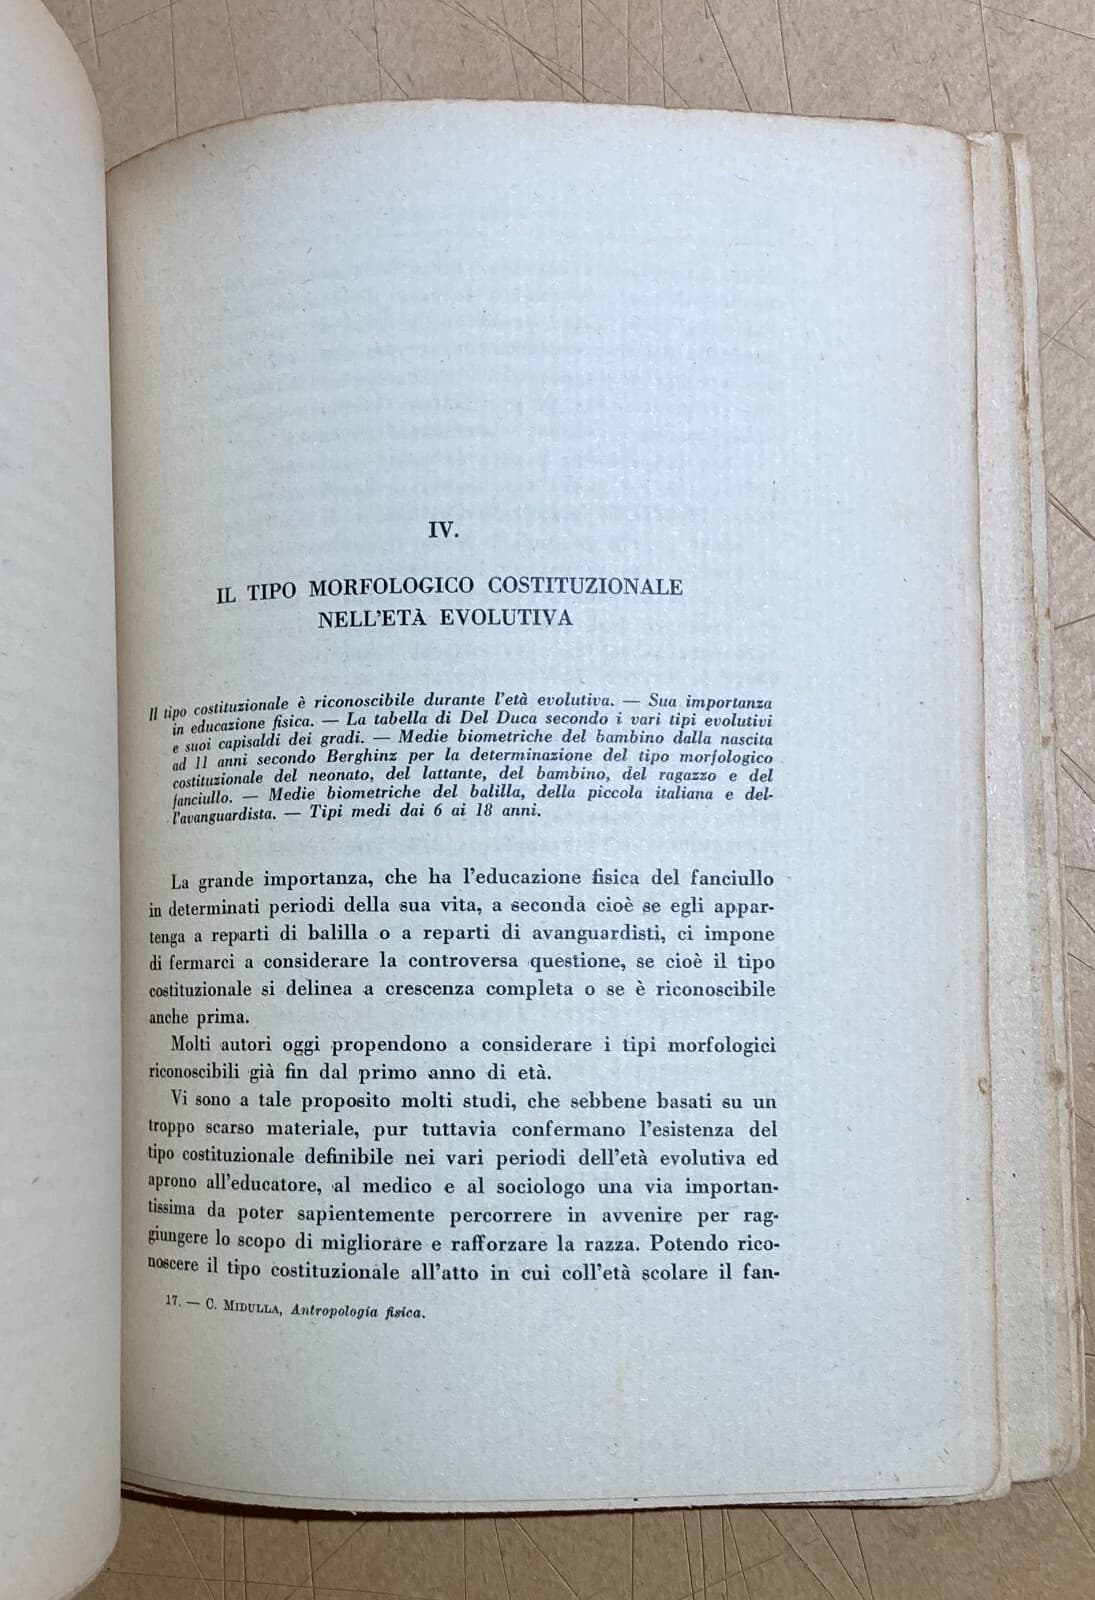 IV.
IL TIPO MORFOLOGICO COSTITUZIONALE
NELL'ETÀ EVOLUTIVA
Il tipo costituzionale è riconoscibile durante l'età evolutiva. — Sua importanza
in educazione fisica. — La tabella di Del Duca secondo i vari tipi evolutivi
e suoi capisaldi dei gradi. — Medie biometriche del bambino dalla nascita
ad 11 anni secondo Berghinz per la determinazione del tipo morfologico
costituzionale del neonato, del lattante, del bambino, del ragazzo e del
fanciullo. — Medie biometriche del balilla, della piccola italiana e del-
l'avanguardista. — Tipi medi dai 6 ai 18 anni.
La grande importanza, che ha l'educazione fisica del fanciullo
in determinati periodi della sua vita, a seconda cioè se egli appar-
tenga a reparti di balilla o a reparti di avanguardisti, ci impone
di fermarci a considerare la controversa questione, se cioè il tipo
costituzionale si delinea a crescenza completa o se è riconoscibile
anche prima.
Molti autori oggi propendono a considerare i tipi morfologici
riconoscibili già fin dal primo anno di età.
Vi sono a tale proposito molti studi, che sebbene basati su un
troppo scarso materiale, pur tuttavia confermano l'esistenza del
tipo costituzionale definibile nei vari periodi dell'età evolutiva ed
aprono all'educatore, al medico e al sociologo una via importan-
tissima da poter sapientemente percorrere in avvenire per rag-
giungere lo scopo di migliorare e rafforzare la razza. Potendo rico-
noscere il tipo costituzionale all'atto in cui coll'età scolare il fan-
17. — C. MIDULLA, Antropologia fisica.